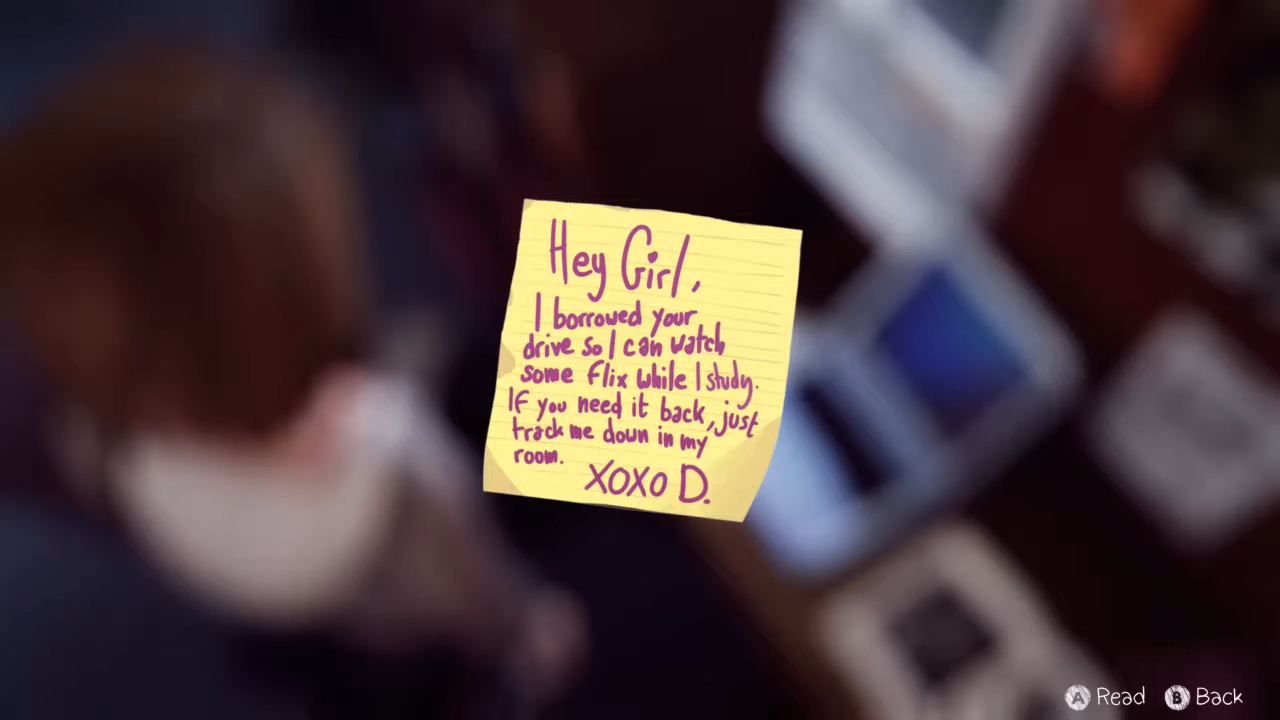 Hey Girl,
I borrowed your
drive so I can watch
some flix while I study.
If you need it back, just
track me down in my
room.
XOXO D.
A Read B Back